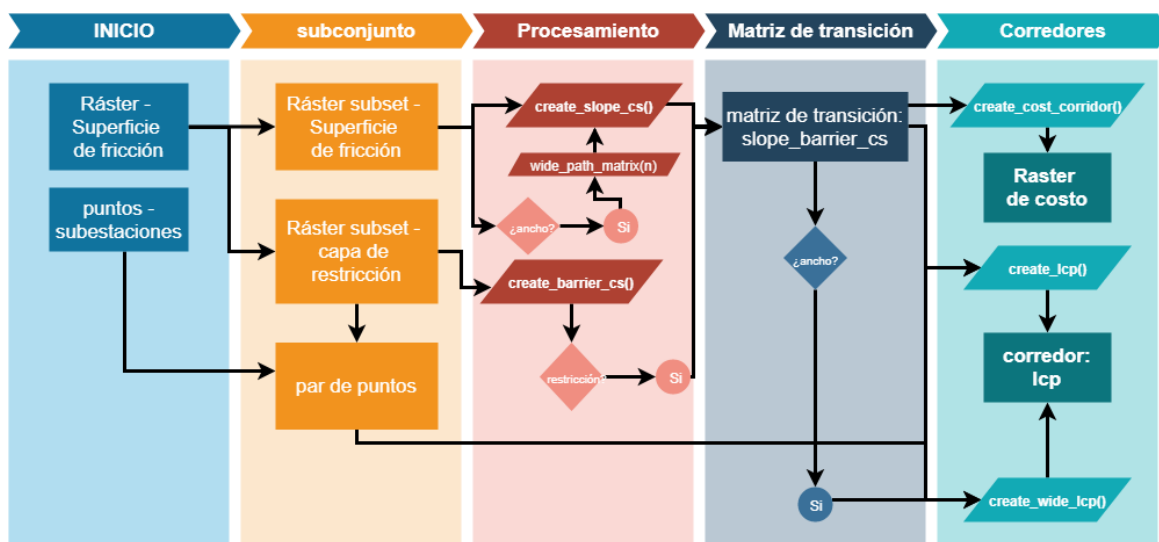 INICIO
subconjunto
Procesamiento
Matriz de transición
Corredores
Ráster -
Superficie
de fricción
puntos -
subestaciones
Ráster subset -
Superficie
de fricción
Ráster subset -
capa de
restricción
par de puntos
create_slope_cs()
wide_path_matrix(n)
¿ancho?
Si
create_barrier_cs()
restricción?
Si
matriz de transición:
slope_barrier_cs
¿ancho?
Si
create_cost_corridor()
Raster
de costo
create_lcp()
corredor:
lcp
create_wide_lcp()